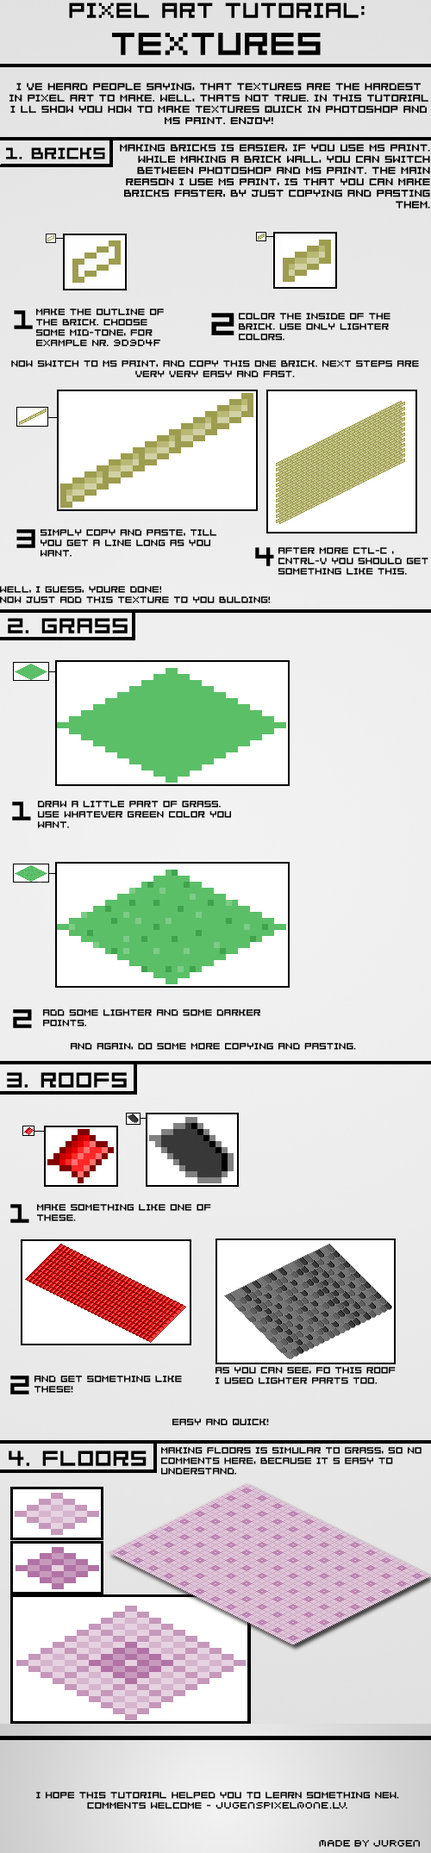 PIXEL ART TUTORIAL:
TEXTURES
I VE HEARD PEOPLE SAYING, THAT TEXTURES ARE THE HARDEST
IN PIXEL ART TO MAKE. WELL, THATS NOT TRUE. IN THIS TUTORIAL
I LL SHOW YOU HOW TO MAKE TEXTURES QUICK IN PHOTOSHOP AND
MS PAINT. ENJOY!
1. BRICKS
MAKING BRICKS IS EASIER, IF YOU USE MS PAINT.
WHILE MAKING A BRICK WALL, YOU CAN SWITCH
BETWEEN PHOTOSHOP AND MS PAINT. THE MAIN
REASON I USE MS PAINT, IS THAT YOU CAN MAKE
BRICKS FASTER, BY JUST COPYING AND PASTING
THEM.
1 MAKE THE OUTLINE OF
THE BRICK. CHOOSE
SOME MID-TONE, FOR
EXAMPLE NR. 9D9D4F
2 COLOR THE INSIDE OF THE
BRICK. USE ONLY LIGHTER
COLORS.
NOW SWITCH TO MS PAINT, AND COPY THIS ONE BRICK. NEXT STEPS ARE
VERY VERY EASY AND FAST.
3 SIMPLY COPY AND PASTE, TILL
YOU GET A LINE LONG AS YOU
WANT.
4 AFTER MORE CTL-C ,
CNTRL-V YOU SHOULD GET
SOMETHING LIKE THIS.
WELL, I GUESS, YOURE DONE!
NOW JUST ADD THIS TEXTURE TO YOU BULDING!
2. GRASS
1 DRAW A LITTLE PART OF GRASS.
USE WHATEVER GREEN COLOR YOU
WANT.
2 ADD SOME LIGHTER AND SOME DARKER
POINTS.
AND AGAIN, DO SOME MORE COPYING AND PASTING.
3. ROOFS
1 MAKE SOMETHING LIKE ONE OF
THESE.
2 AND GET SOMETHING LIKE
THESE!
AS YOU CAN SEE, FO THIS ROOF
I USED LIGHTER PARTS TOO.
EASY AND QUICK!
4. FLOORS
MAKING FLOORS IS SIMULAR TO GRASS, SO NO
COMMENTS HERE, BECAUSE IT S EASY TO
UNDERSTAND.
I HOPE THIS TUTORIAL HELPED YOU TO LEARN SOMETHING NEW.
COMMENTS WELCOME - JUGENSPIXEL@ONE.LV.
MADE BY JURGEN